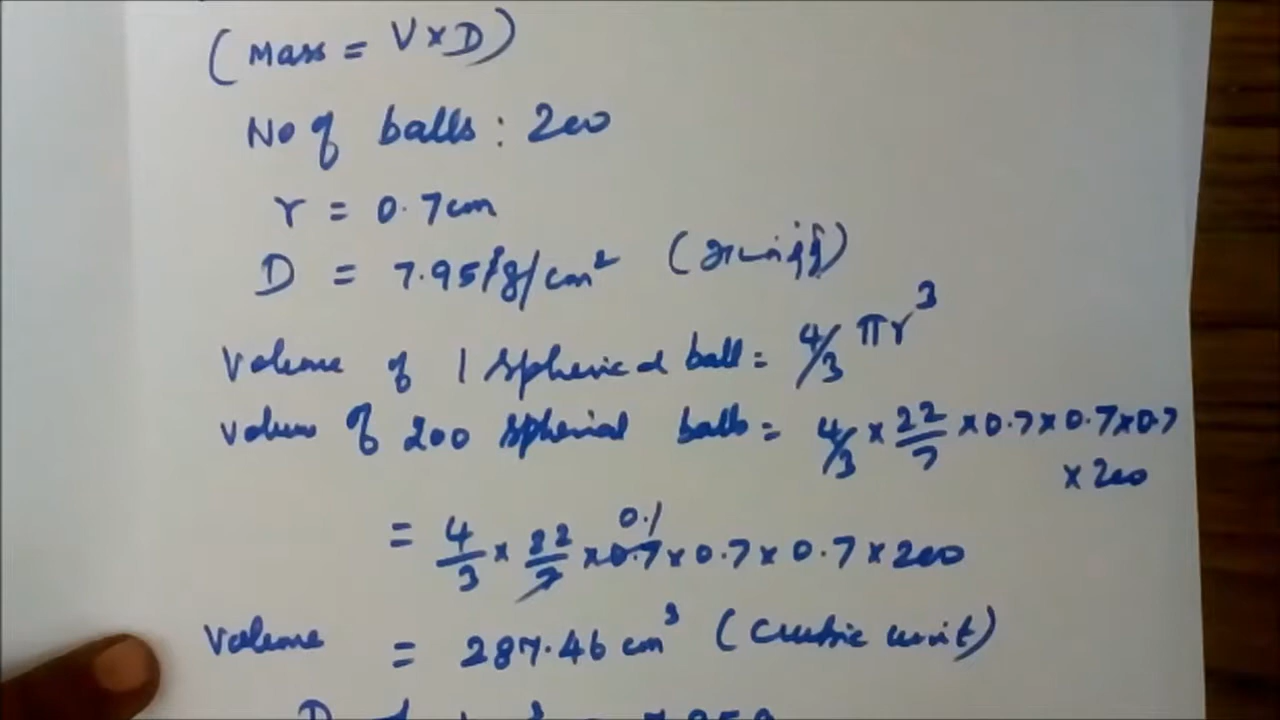 (Mass = V×D)
No of balls: 200
r = 0.7cm
D = 7.95 g/cm²
Volume of 1 spherical ball = 4/3 πr³
Volume of 200 spherical balls = 4/3 × 22/7 × 0.7 × 0.7 × 0.7
× 200
0.1
= 4/3 × 22/7 × 0.7 × 0.7 × 0.7 × 200
Volume = 287.46 cm³ (Cubic unit)